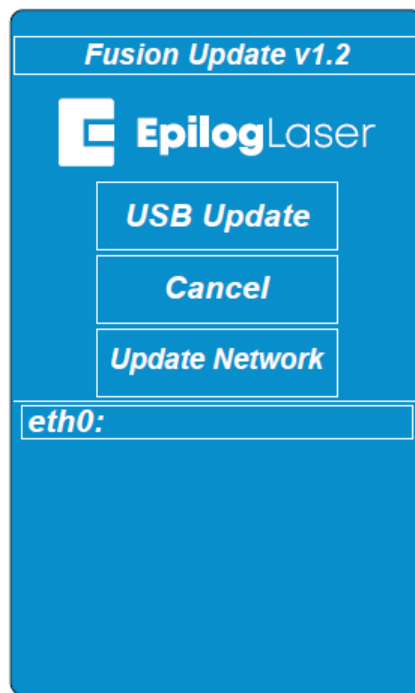 Fusion Update v1.2
EpilogLaser
USB Update
Cancel
Update Network
eth0: